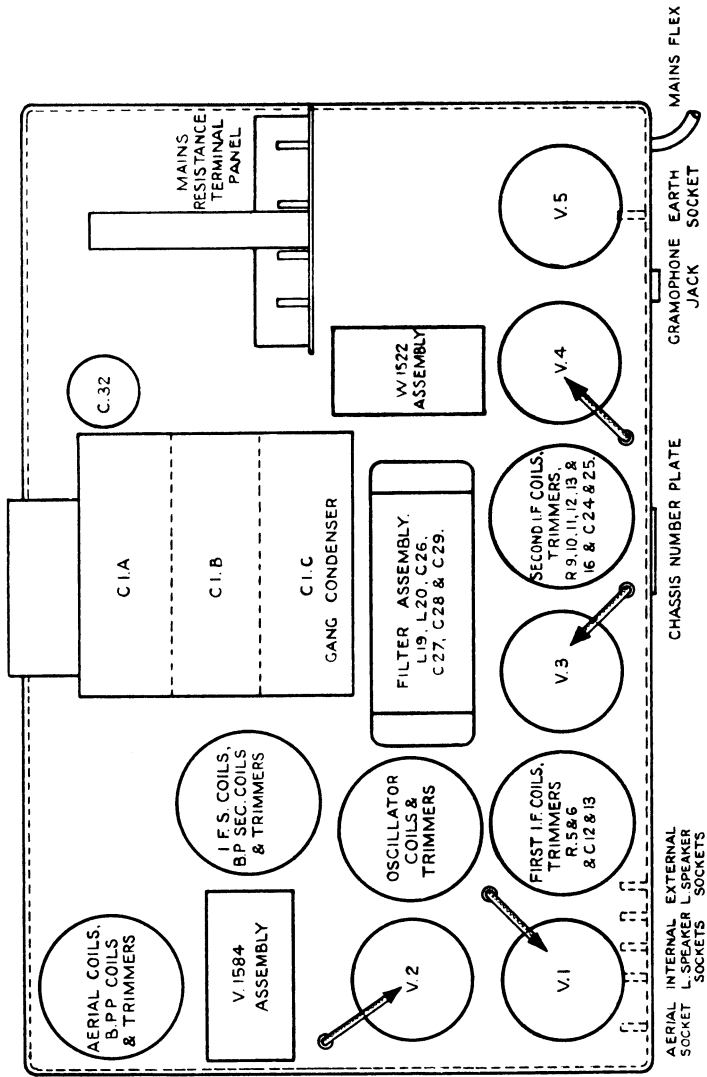 AERIAL COILS,
B.P.P COILS
& TRIMMERS
V.1584
ASSEMBLY
I F.S. COILS,
B.P SEC. COILS
& TRIMMERS
C I.A
C I.B
C I.C
GANG CONDENSER
C.32
MAINS
RESISTANCE
TERMINAL
PANEL
V.2
OSCILLATOR
COILS &
TRIMMERS
FILTER ASSEMBLY.
L19, L20, C26,
C27, C28 & C29.
W 1522
ASSEMBLY
V.1
FIRST I.F. COILS,
TRIMMERS
R.5&6
& C12 & 13
V.3
SECOND I.F COILS.
TRIMMERS,
R 9.10.11, 12.13 &
16 & C24 & 25.
V.4
V.5
AERIAL
SOCKET
INTERNAL
L.SPEAKER
SOCKETS
EXTERNAL
L.SPEAKER
SOCKETS
CHASSIS NUMBER PLATE
GRAMOPHONE
JACK
EARTH
SOCKET
MAINS FLEX